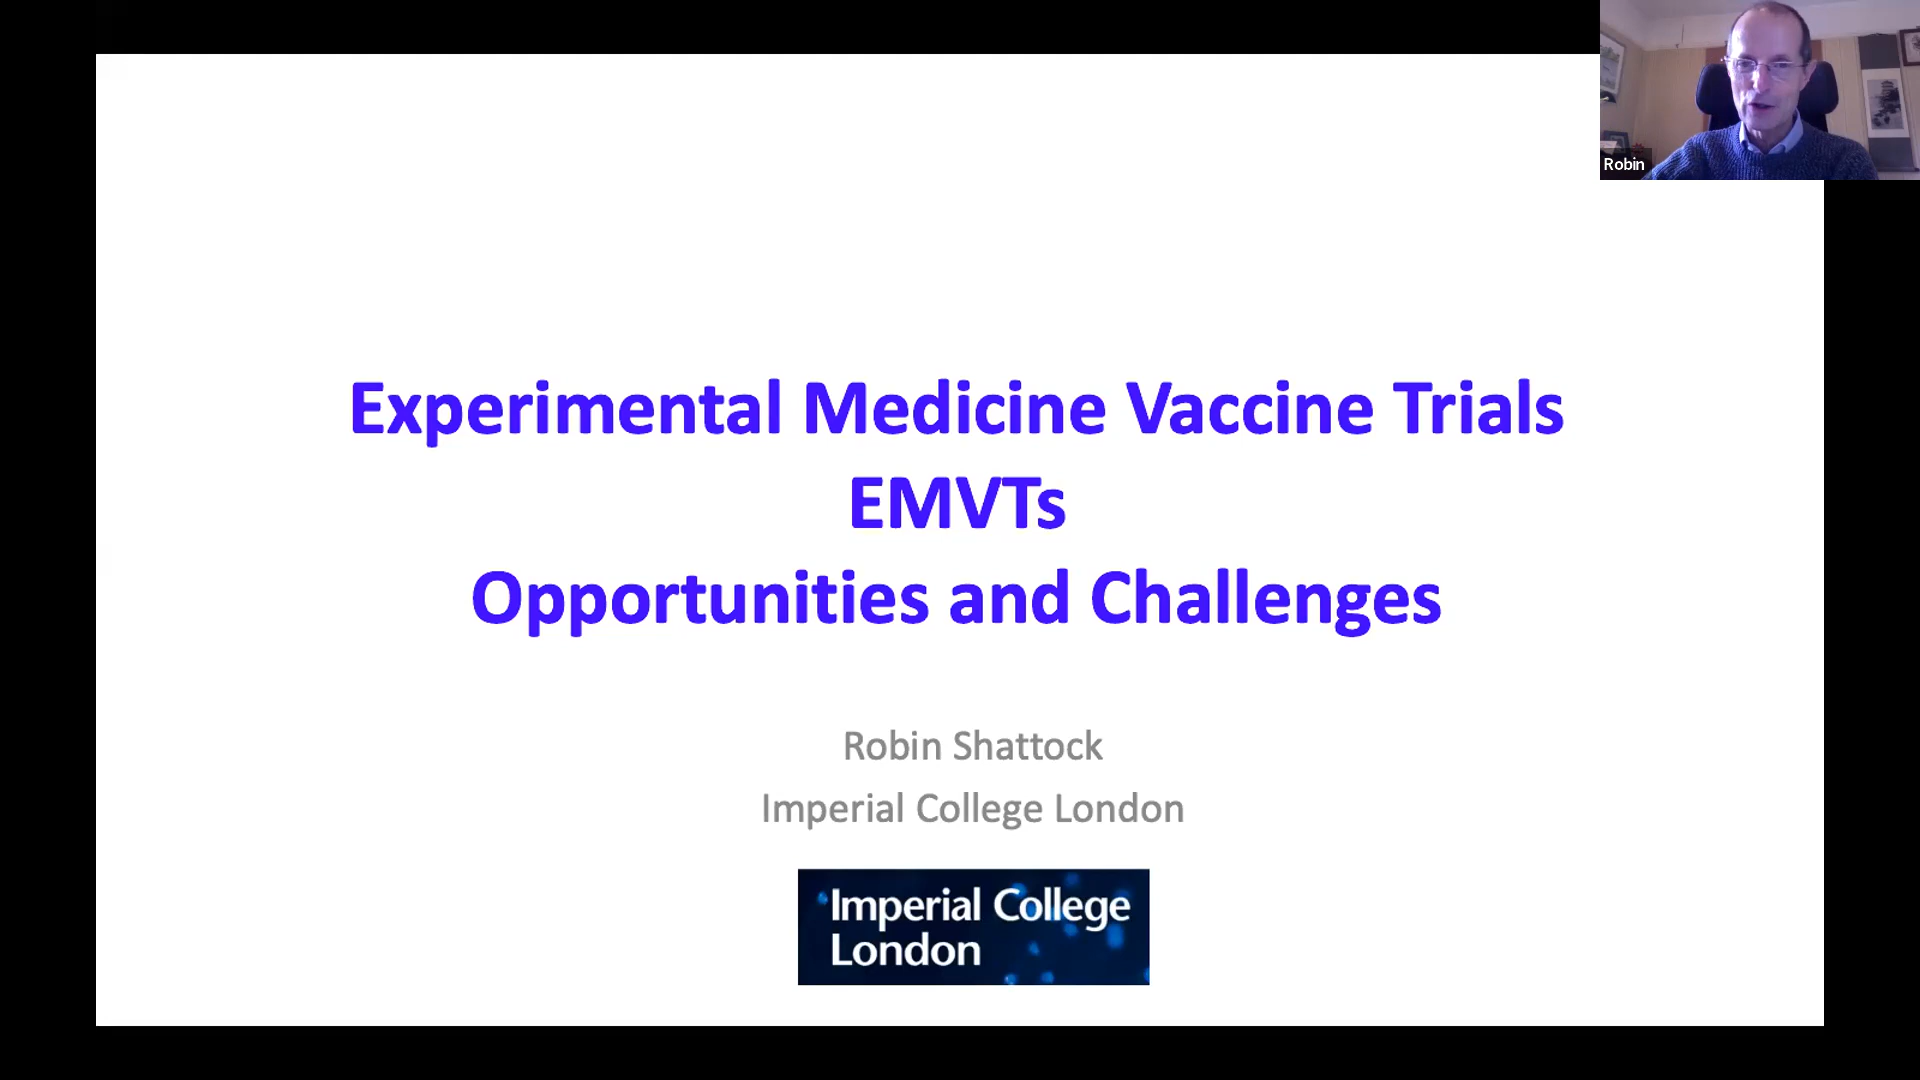 Robin
Experimental Medicine Vaccine Trials
EMVTs
Opportunities and Challenges
Robin Shattock
Imperial College London
Imperial College
London